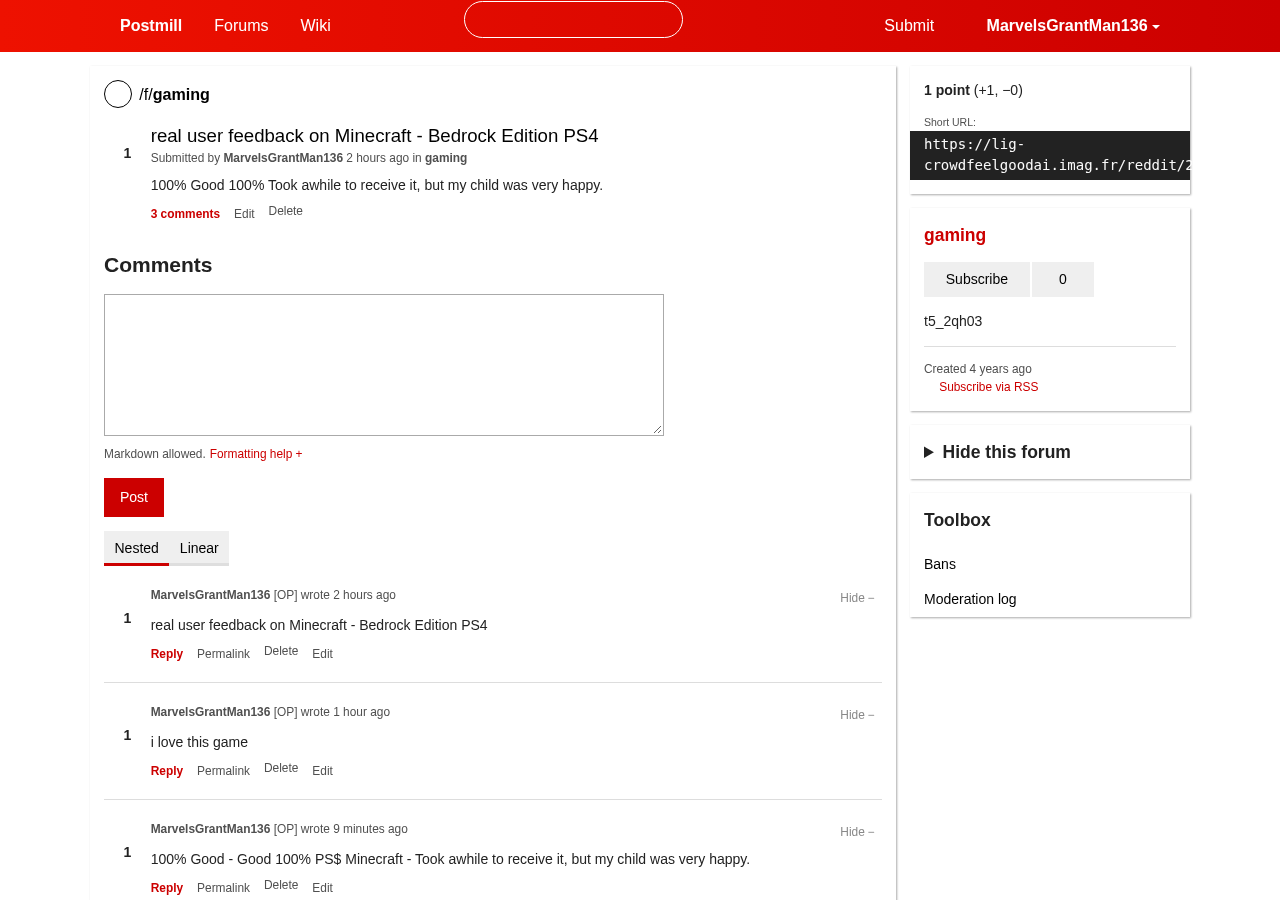 Postmill
Forums
Wiki
Submit
MarvelsGrantMan136
/f/gaming
1
real user feedback on Minecraft - Bedrock Edition PS4
Submitted by MarvelsGrantMan136 2 hours ago in gaming
100% Good 100% Took awhile to receive it, but my child was very happy.
3 comments
Edit
Delete
Comments
Markdown allowed. Formatting help +
Post
Nested
Linear
MarvelsGrantMan136 [OP] wrote 2 hours ago
Hide −
1
real user feedback on Minecraft - Bedrock Edition PS4
Reply
Permalink
Delete
Edit
MarvelsGrantMan136 [OP] wrote 1 hour ago
Hide −
1
i love this game
Reply
Permalink
Delete
Edit
MarvelsGrantMan136 [OP] wrote 9 minutes ago
Hide −
1
100% Good - Good 100% PS$ Minecraft - Took awhile to receive it, but my child was very happy.
Reply
Permalink
Delete
Edit
1 point (+1, −0)
Short URL:
https://lig-
crowdfeelgoodai.imag.fr/reddit/2
gaming
Subscribe
0
t5_2qh03
Created 4 years ago
Subscribe via RSS
Hide this forum
Toolbox
Bans
Moderation log